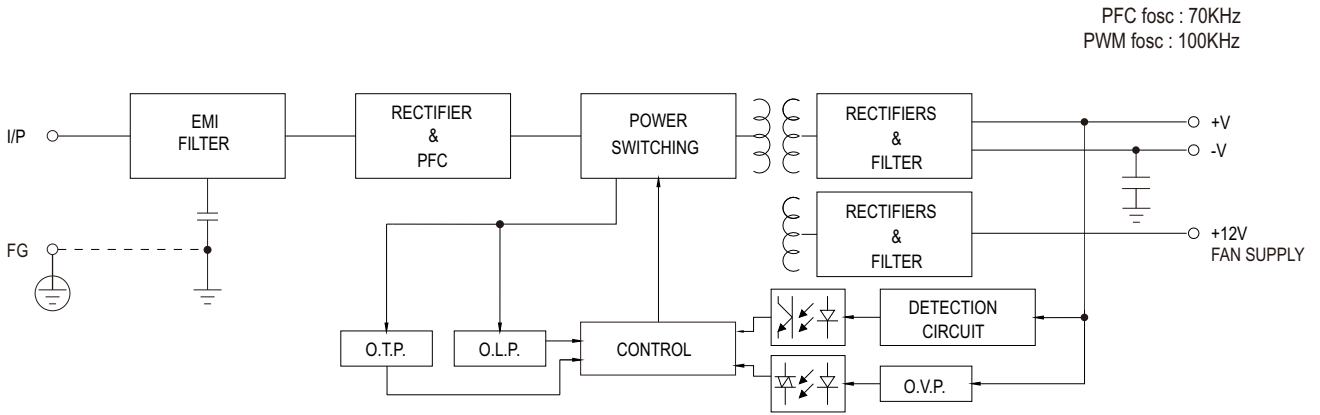 PFC fosc : 70KHz
PWM fosc : 100KHz
I/P
EMI
FILTER
RECTIFIER
&
PFC
POWER
SWITCHING
RECTIFIERS
&
FILTER
+V
-V
RECTIFIERS
&
FILTER
+12V
FAN SUPPLY
FG
O.T.P.
O.L.P.
CONTROL
DETECTION
CIRCUIT
O.V.P.